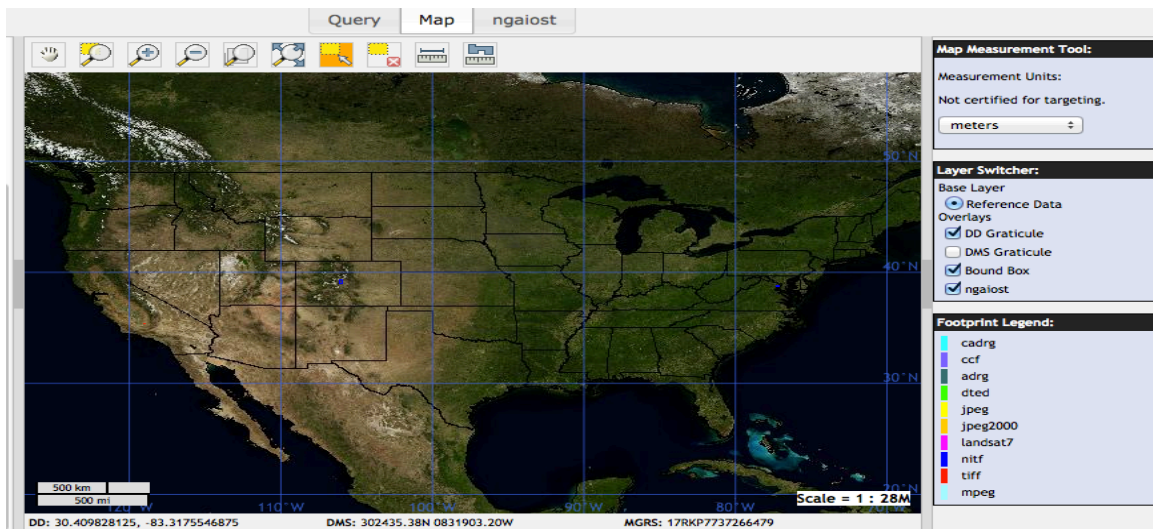 Query Map ngaiost
Map Measurement Tool:
Measurement Units:
Not certified for targeting.
meters
Layer Switcher:
Base Layer
Reference Data
Overlays
DD Graticule
DMS Graticule
Bound Box
ngaiost
Footprint Legend:
cadrg
ccf
adrg
dted
jpeg
jpeg2000
landsat7
nitf
tiff
mpeg
50°N
40°N
30°N
20°N
120°W 110°W 100°W 90°W 80°W
500 km
500 mi
Scale = 1 : 28M
DD: 30.409828125, -83.3175546875 DMS: 302435.38N 0831903.20W MGRS: 17RKP7737266479